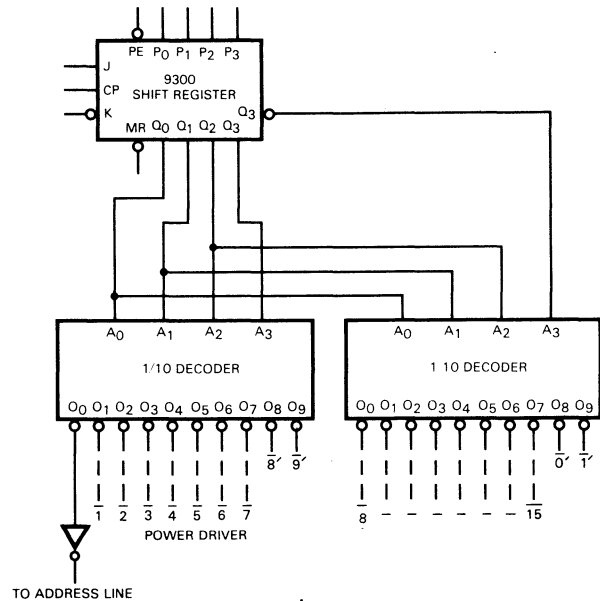 PE P0 P1 P2 P3
J
9300
SHIFT REGISTER
CP
K
Q3
MR Q0 Q1 Q2 Q3
A0 A1 A2 A3
1/10 DECODER
O0 O1 O2 O3 O4 O5 O6 O7 O8 O9
8̅′ 9̅′
1̅ 2̅ 3̅ 4̅ 5̅ 6̅ 7̅
POWER DRIVER
TO ADDRESS LINE
A0 A1 A2 A3
1 10 DECODER
O0 O1 O2 O3 O4 O5 O6 O7 O8 O9
0̅′ 1̅′
8̅ – – – – – – 1̅5̅